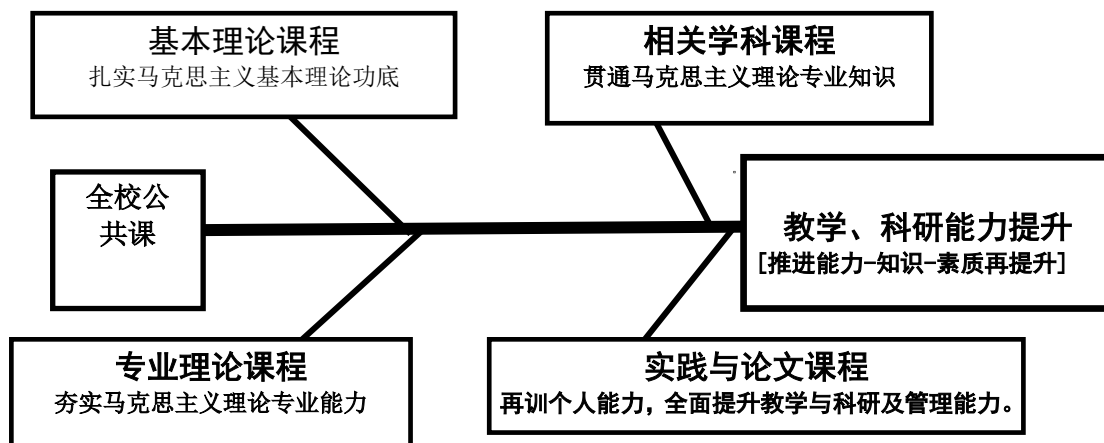 基本理论课程
扎实马克思主义基本理论功底
相关学科课程
贯通马克思主义理论专业知识
全校公
共课
。
教学、科研能力提升
[推进能力-知识-素质再提升]
专业理论课程
夯实马克思主义理论专业能力
实践与论文课程
再训个人能力，全面提升教学与科研及管理能力。